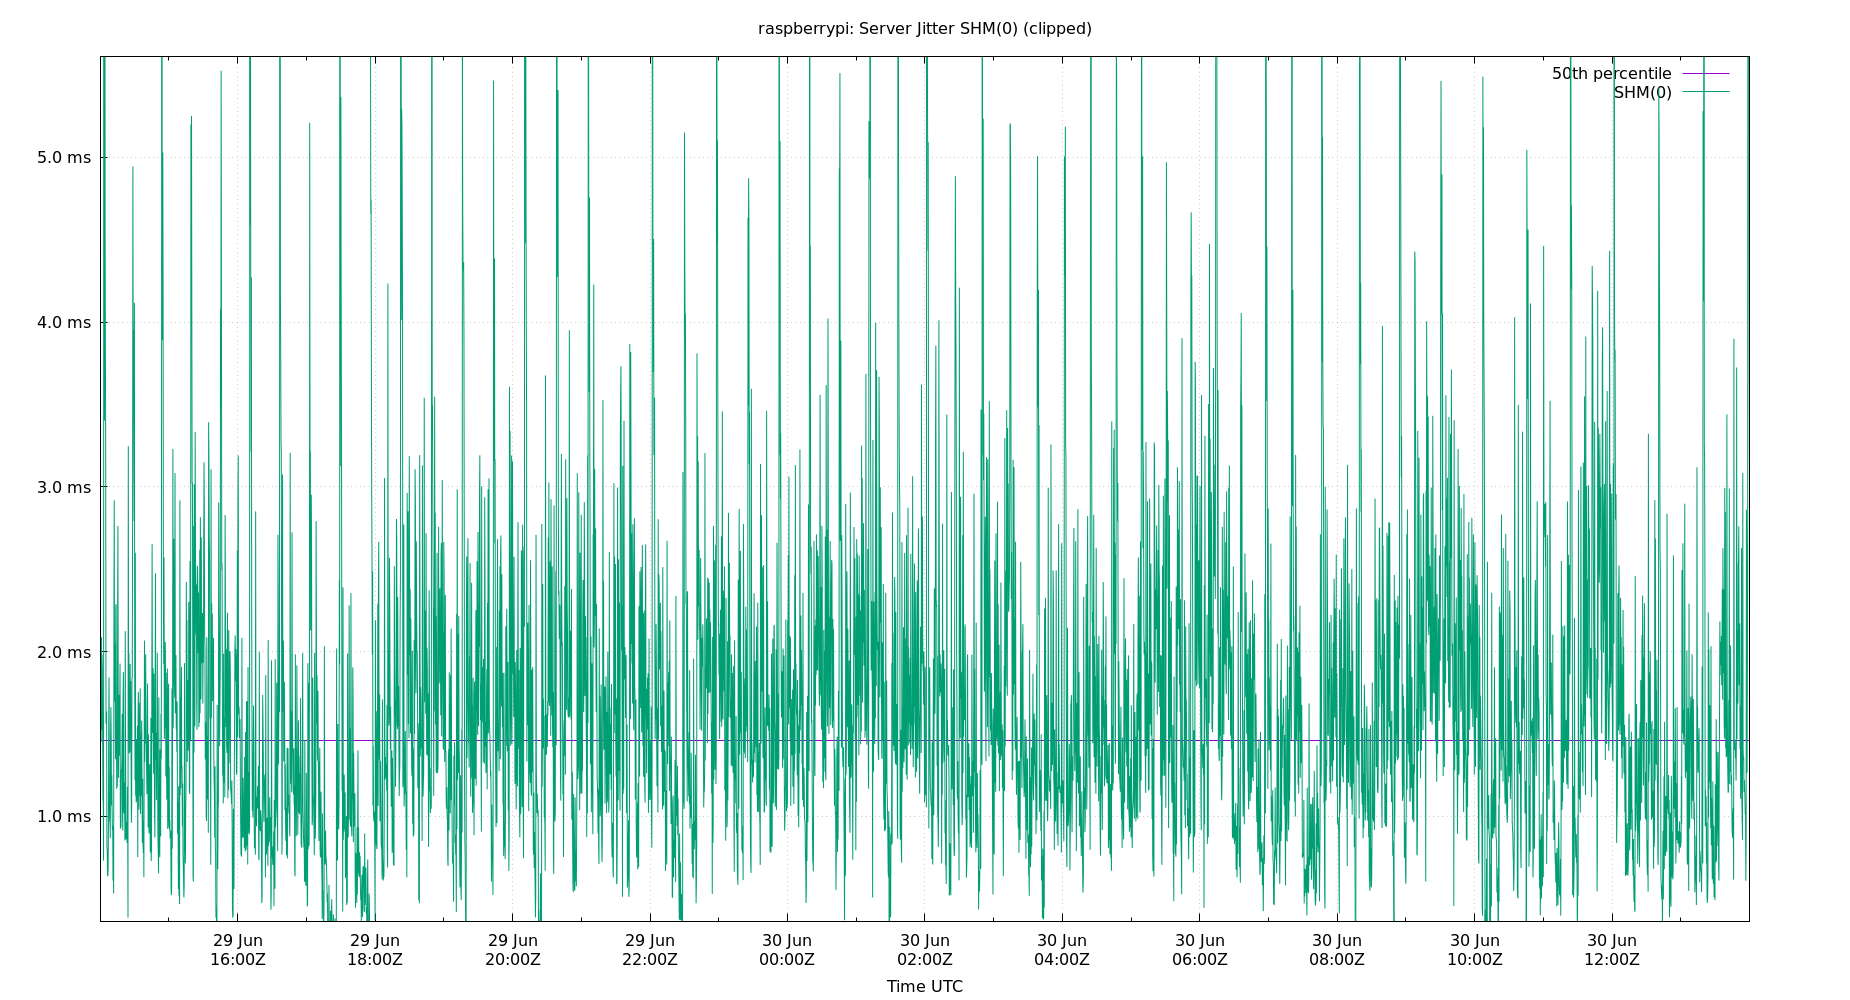 raspberrypi: Server Jitter SHM(0) (clipped)
50th percentile
SHM(0)
5.0 ms
4.0 ms
3.0 ms
2.0 ms
1.0 ms
29 Jun 29 Jun 29 Jun 29 Jun 30 Jun 30 Jun 30 Jun 30 Jun 30 Jun 30 Jun 30 Jun
16:00Z 18:00Z 20:00Z 22:00Z 00:00Z 02:00Z 04:00Z 06:00Z 08:00Z 10:00Z 12:00Z
Time UTC